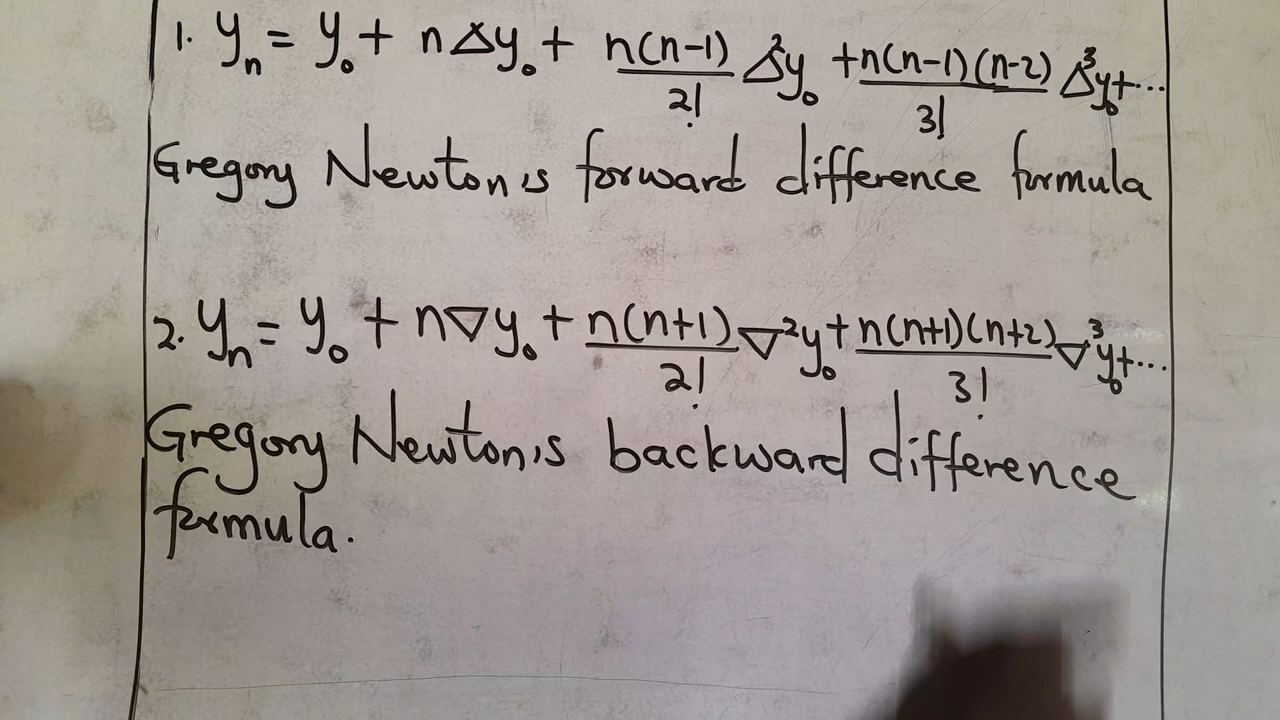 1. yₙ = y₀ + nΔy₀ + n(n-1)/2! Δ²y₀ + n(n-1)(n-2)/3! Δ³y₀ + ...
Gregory Newton's forward difference formula
2. yₙ = y₀ + n∇y₀ + n(n+1)/2! ∇²y₀ + n(n+1)(n+2)/3! ∇³y₀ + ...
Gregory Newton's backward difference
formula.